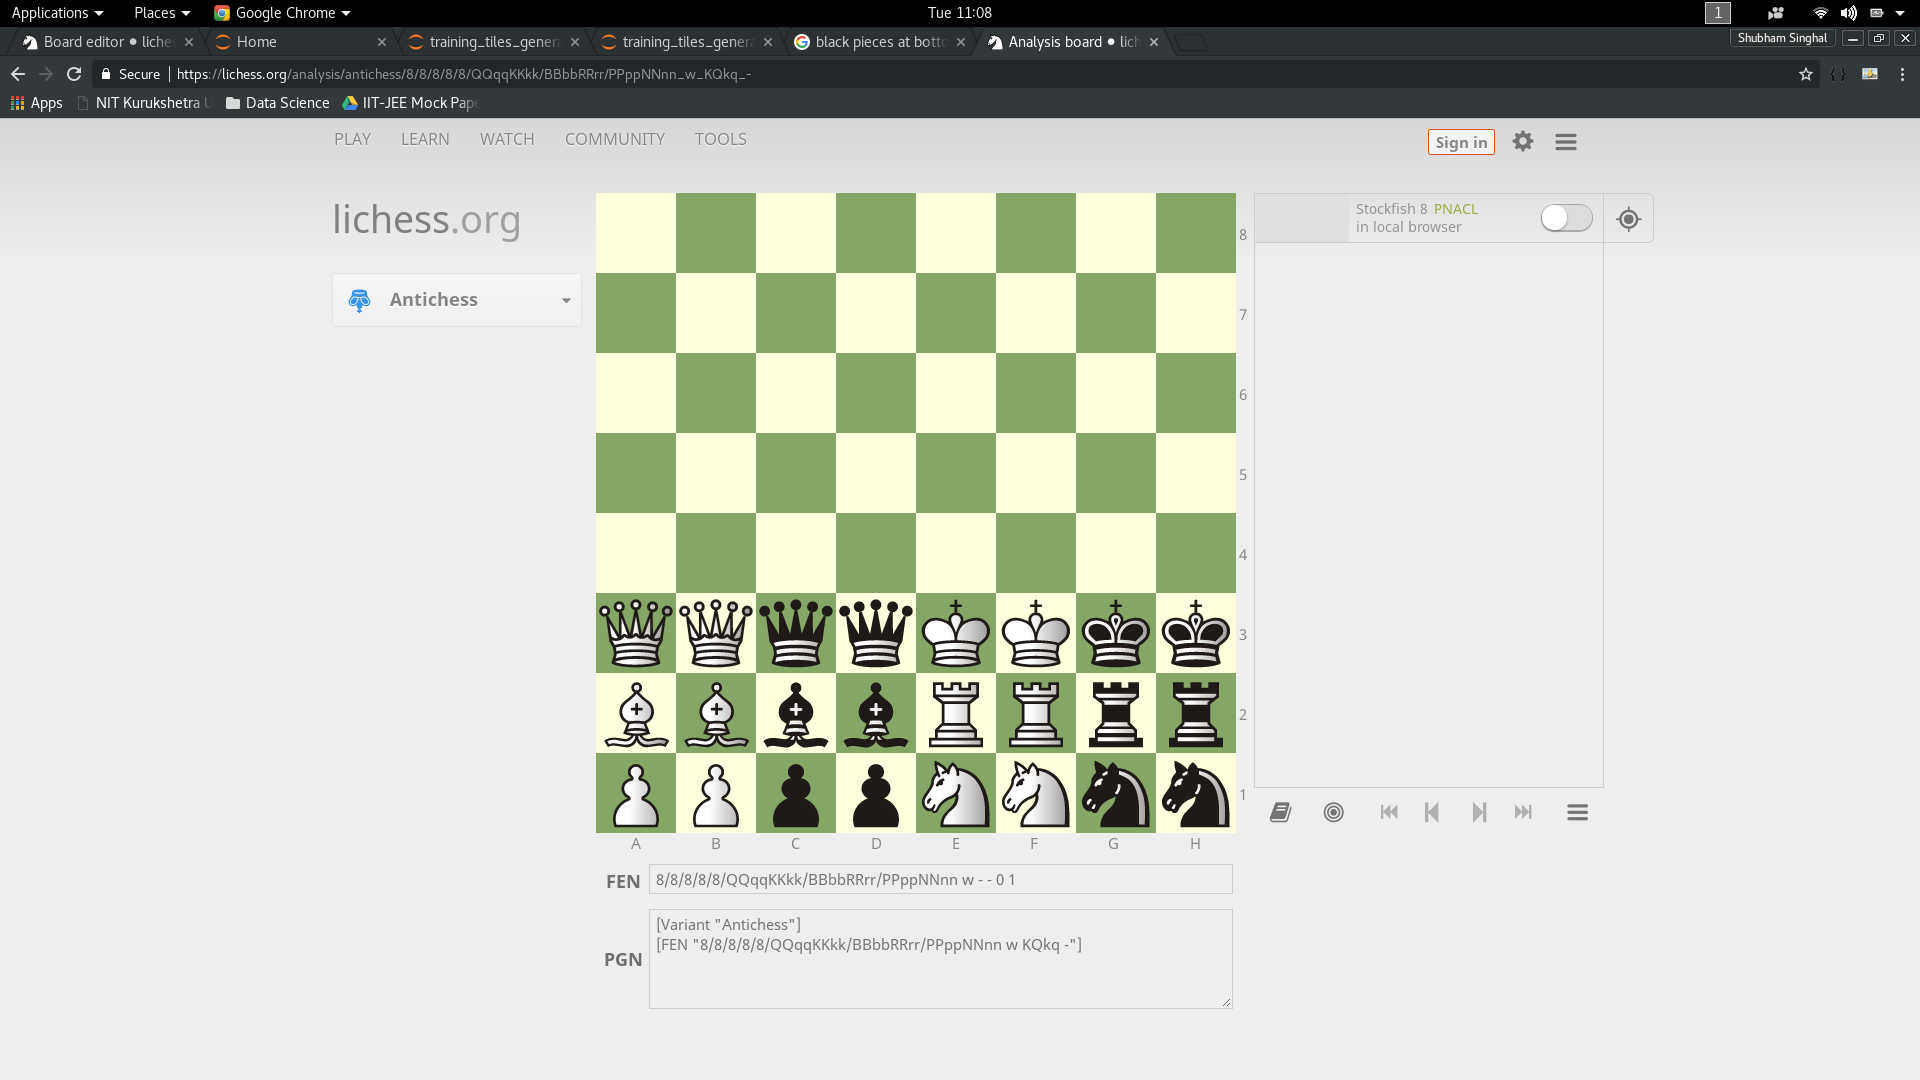 Applications Places Google Chrome Tue 11:08 1
Board editor • liches Home training_tiles_genera training_tiles_genera black pieces at botto Analysis board • lich Shubham Singhal
Secure https://lichess.org/analysis/antichess/8/8/8/8/8/QQqqKKkk/BBbbRRrr/PPppNNnn_w_KQkq_-
Apps NIT Kurukshetra U Data Science IIT-JEE Mock Pape
PLAY LEARN WATCH COMMUNITY TOOLS Sign in
lichess.org
Antichess
Stockfish 8 PNACL
in local browser
8
7
6
5
4
3
2
1
A B C D E F G H
FEN 8/8/8/8/8/QQqqKKkk/BBbbRRrr/PPppNNnn w - - 0 1
PGN [Variant "Antichess"]
[FEN "8/8/8/8/8/QQqqKKkk/BBbbRRrr/PPppNNnn w KQkq -"]